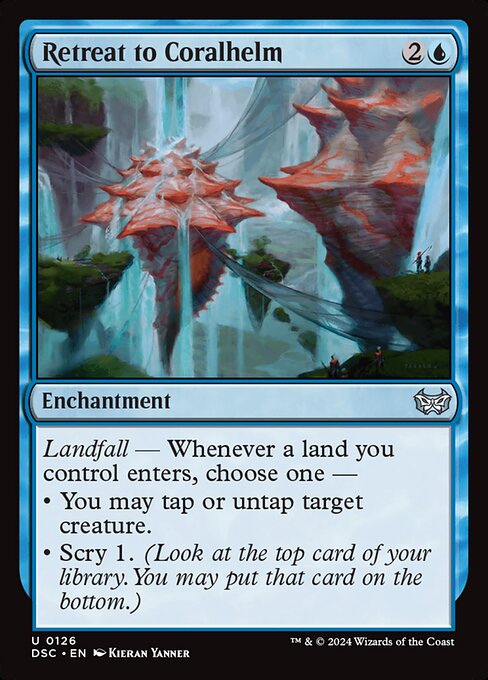 Retreat to Coralhelm 2
Enchantment
Landfall — Whenever a land you
control enters, choose one —
• You may tap or untap target
creature.
• Scry 1. (Look at the top card of your
library. You may put that card on the
bottom.)
U 0126
DSC • EN Kieran Yanner
™ & © 2024 Wizards of the Coast